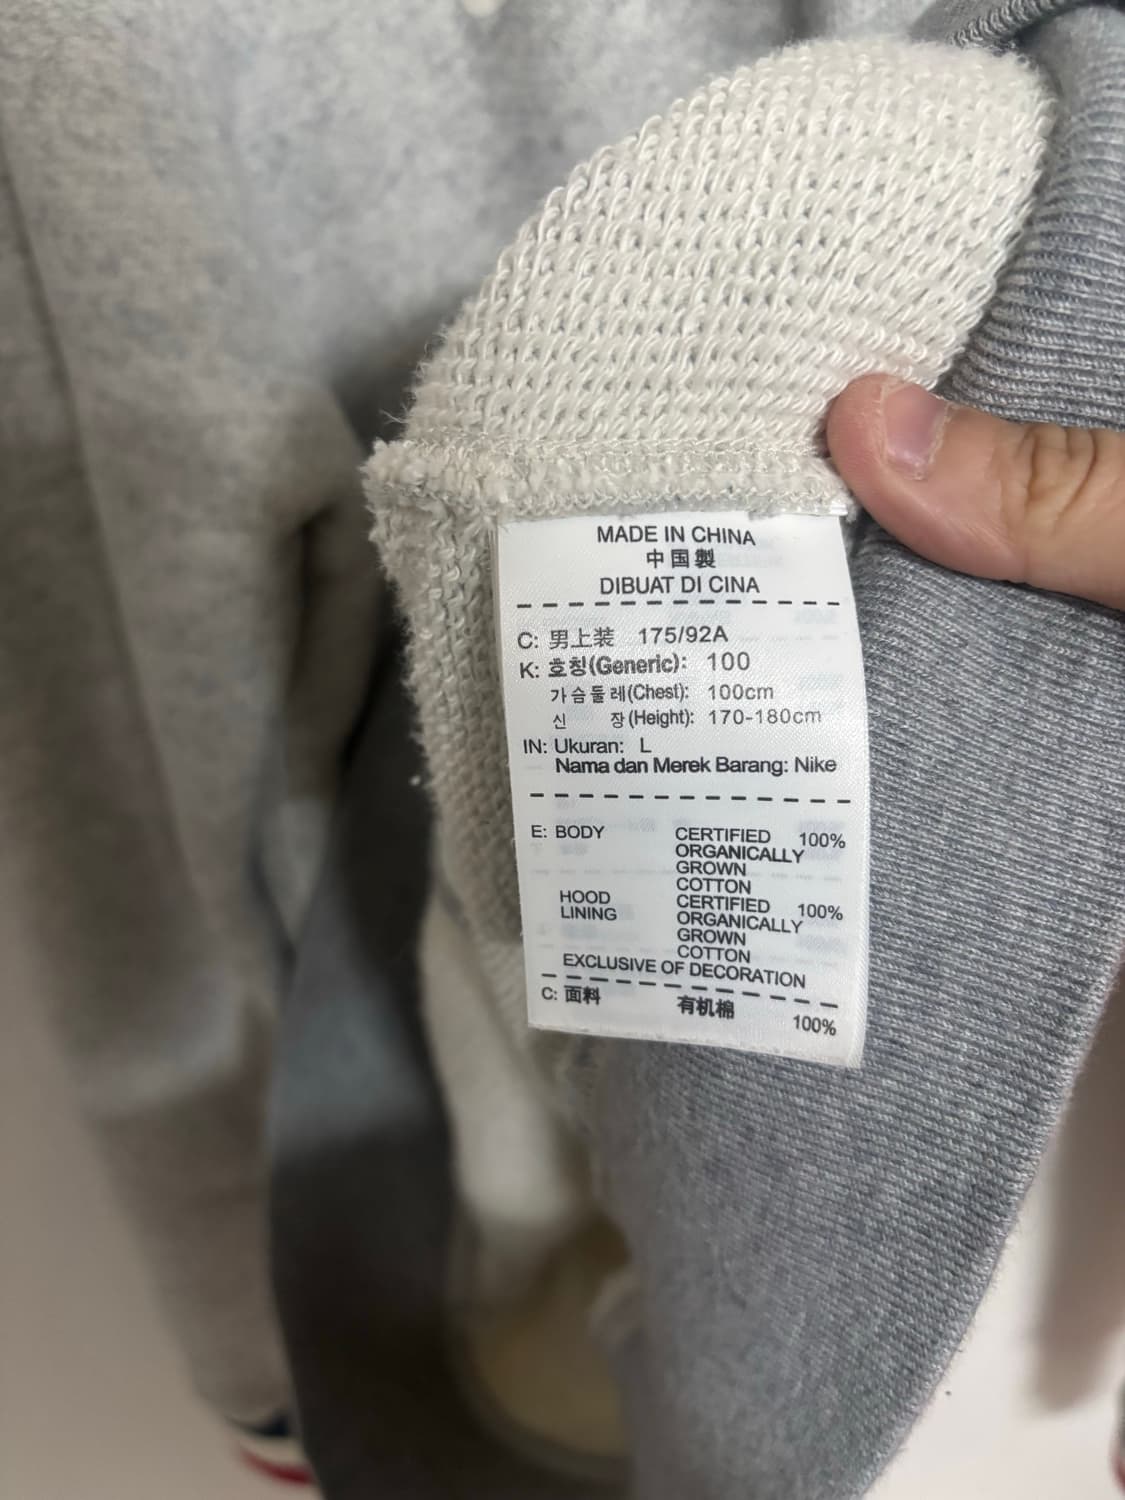 MADE IN CHINA
中国製
DIBUAT DI CINA
C: 男上装 175/92A
K: 호칭(Generic): 100
가슴둘레(Chest): 100cm
신 장(Height): 170-180cm
IN: Ukuran: L
Nama dan Merek Barang: Nike
E: BODY CERTIFIED 100%
ORGANICALLY
GROWN
COTTON
HOOD CERTIFIED 100%
LINING ORGANICALLY
GROWN
COTTON
EXCLUSIVE OF DECORATION
C: 面料 有机棉 100%